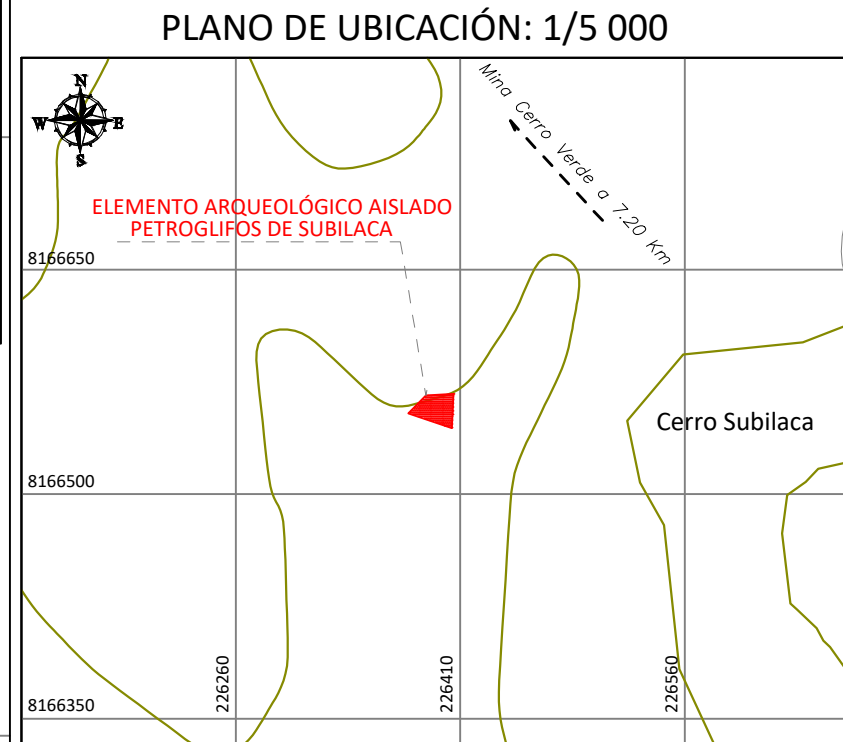 PLANO DE UBICACIÓN: 1/5 000
N
W E
S
Mina Cerro Verde a 7.20 Km
ELEMENTO ARQUEOLÓGICO AISLADO
PETROGLIFOS DE SUBILACA
8166650
Cerro Subilaca
8166500
226260
226410
226560
8166350